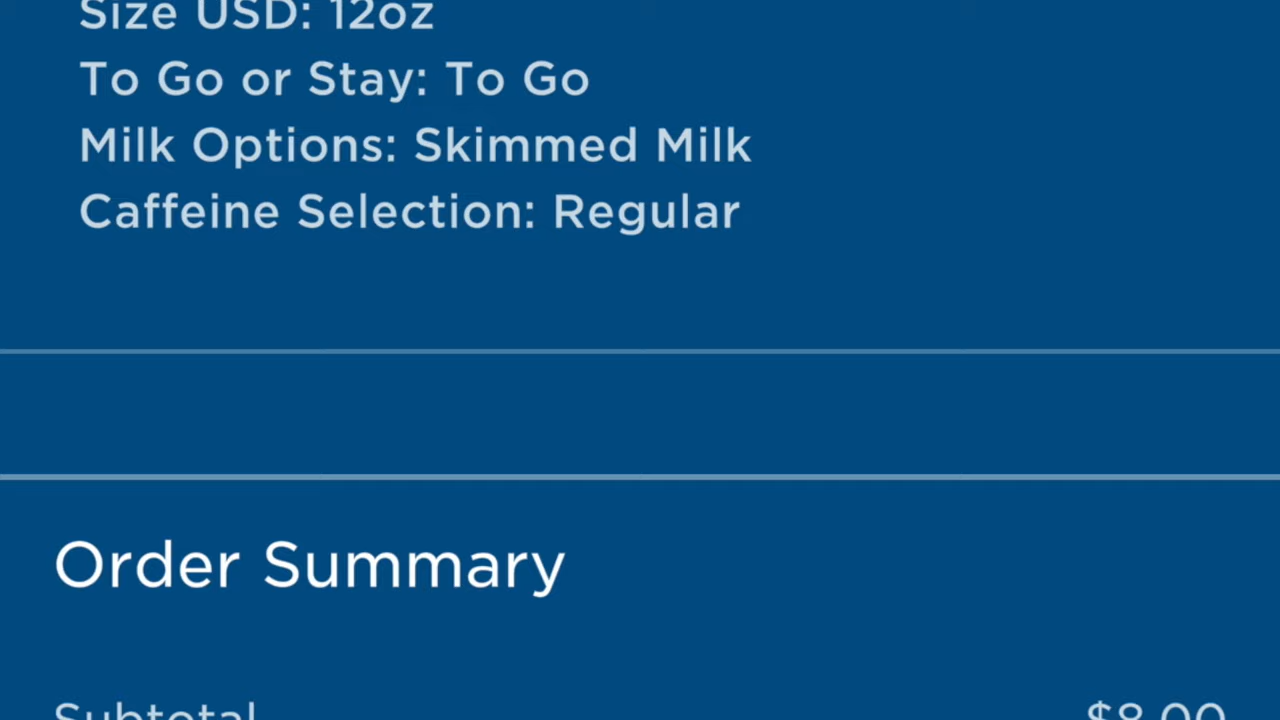 Size USD: 12oz
To Go or Stay: To Go
Milk Options: Skimmed Milk
Caffeine Selection: Regular
Order Summary
Subtotal $8.00